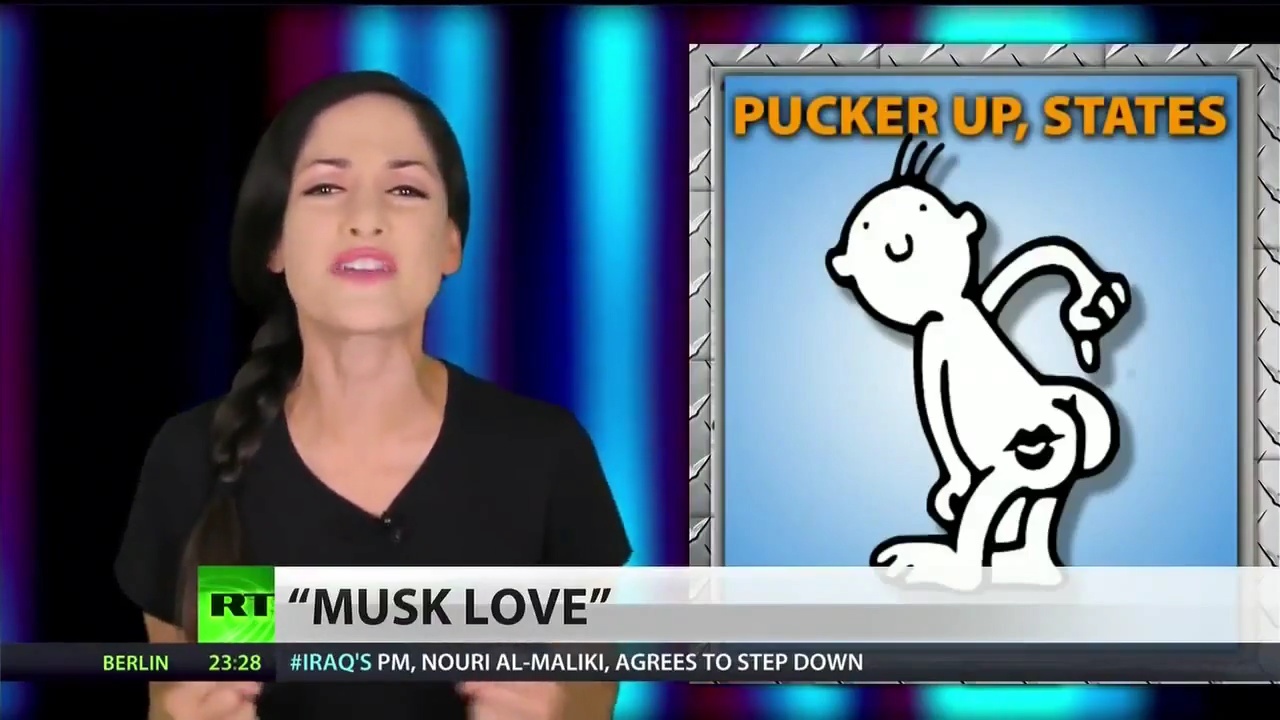 PUCKER UP, STATES
RT “MUSK LOVE”
BERLIN 23:28 #IRAQ'S PM, NOURI AL-MALIKI, AGREES TO STEP DOWN